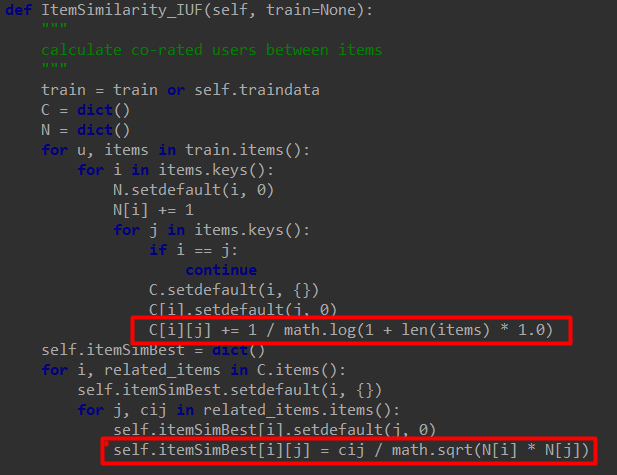 def ItemSimilarity_IUF(self, train=None):
    """
    calculate co-rated users between items
    """
    train = train or self.traindata
    C = dict()
    N = dict()
    for u, items in train.items():
        for i in items.keys():
            N.setdefault(i, 0)
            N[i] += 1
            for j in items.keys():
                if i == j:
                    continue
                C.setdefault(i, {})
                C[i].setdefault(j, 0)
                C[i][j] += 1 / math.log(1 + len(items) * 1.0)
    self.itemSimBest = dict()
    for i, related_items in C.items():
        self.itemSimBest.setdefault(i, {})
        for j, cij in related_items.items():
            self.itemSimBest[i].setdefault(j, 0)
            self.itemSimBest[i][j] = cij / math.sqrt(N[i] * N[j])